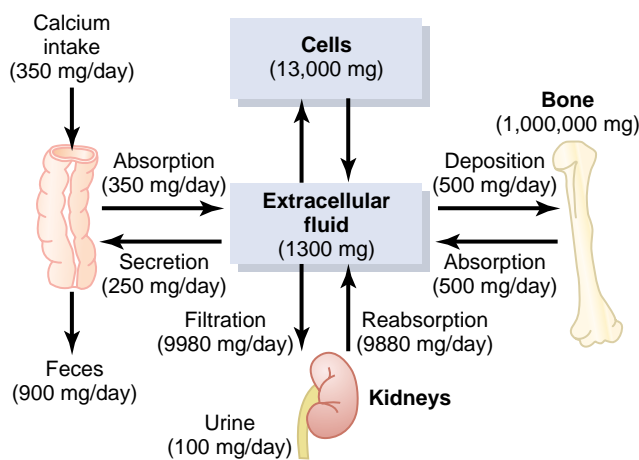 Calcium
intake
(350 mg/day)
Cells
(13,000 mg)
Bone
(1,000,000 mg)
Absorption
(350 mg/day)
Deposition
(500 mg/day)
Extracellular
fluid
(1300 mg)
Secretion
(250 mg/day)
Absorption
(500 mg/day)
Filtration
(9980 mg/day)
Reabsorption
(9880 mg/day)
Feces
(900 mg/day)
Kidneys
Urine
(100 mg/day)